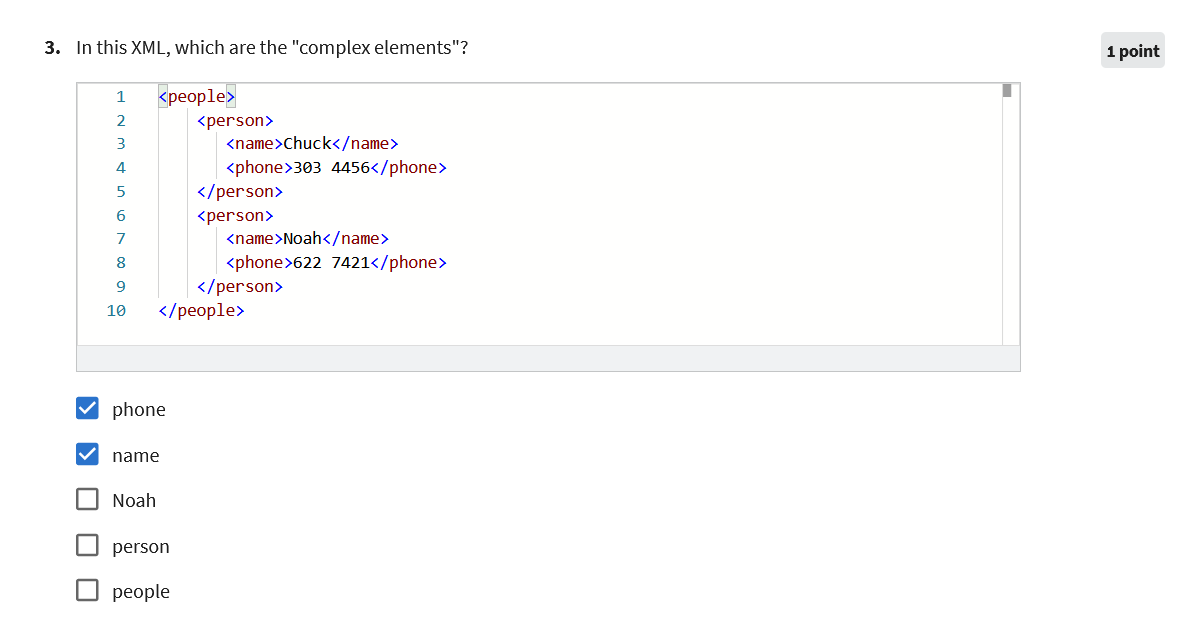 3. In this XML, which are the "complex elements"?
1 point
1 <people>
2 <person>
3 <name>Chuck</name>
4 <phone>303 4456</phone>
5 </person>
6 <person>
7 <name>Noah</name>
8 <phone>622 7421</phone>
9 </person>
10 </people>
phone
name
Noah
person
people